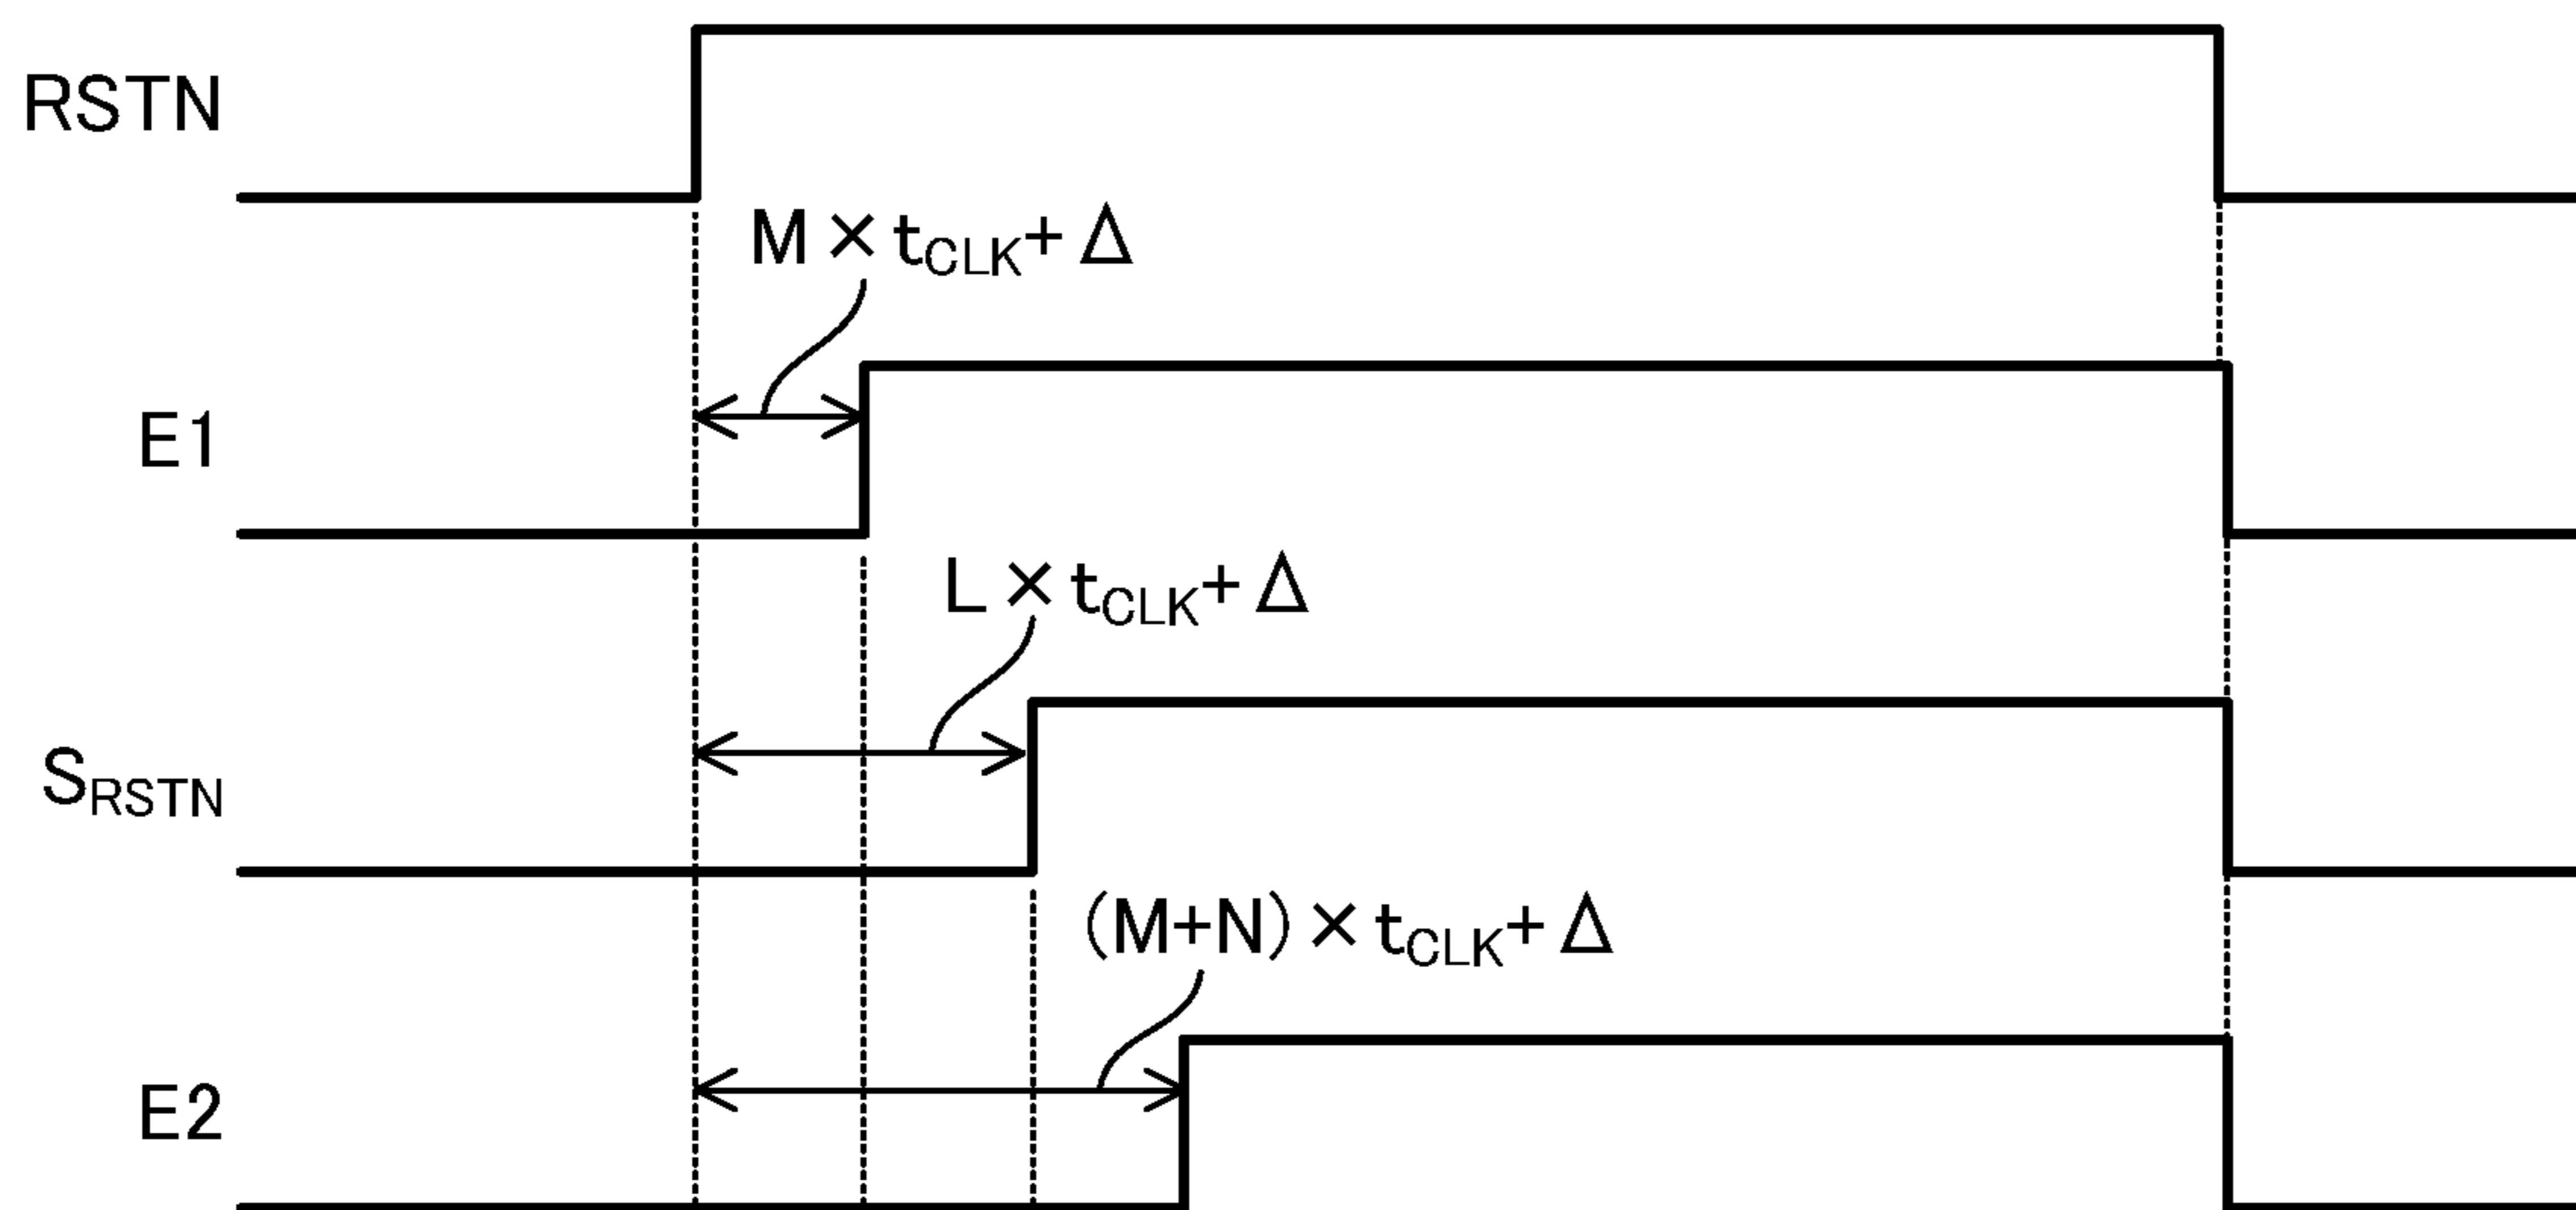 RSTN
M × tCLK+ Δ
E1
L × tCLK+ Δ
SRSTN
(M+N) × tCLK+ Δ
E2